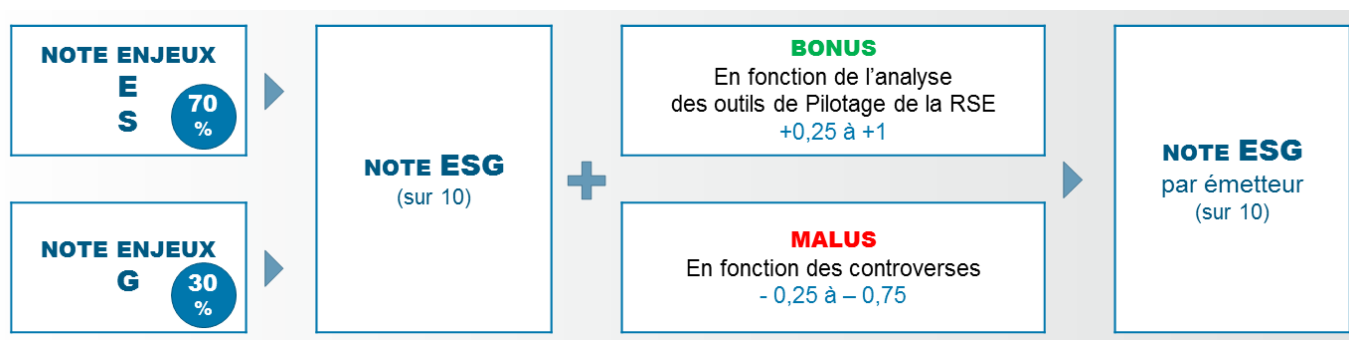 NOTE ENJEUX
E
S
70
%
NOTE ENJEUX
G
30
%
NOTE ESG
(sur 10)
BONUS
En fonction de l’analyse
des outils de Pilotage de la RSE
+0,25 à +1
MALUS
En fonction des controverses
- 0,25 à – 0,75
NOTE ESG
par émetteur
(sur 10)